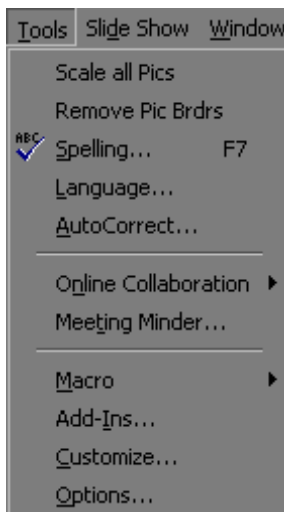 Tools Slide Show Window
Scale all Pics
Remove Pic Brdrs
ABC Spelling... F7
Language...
AutoCorrect...
Online Collaboration
Meeting Minder...
Macro
Add-Ins...
Customize...
Options...